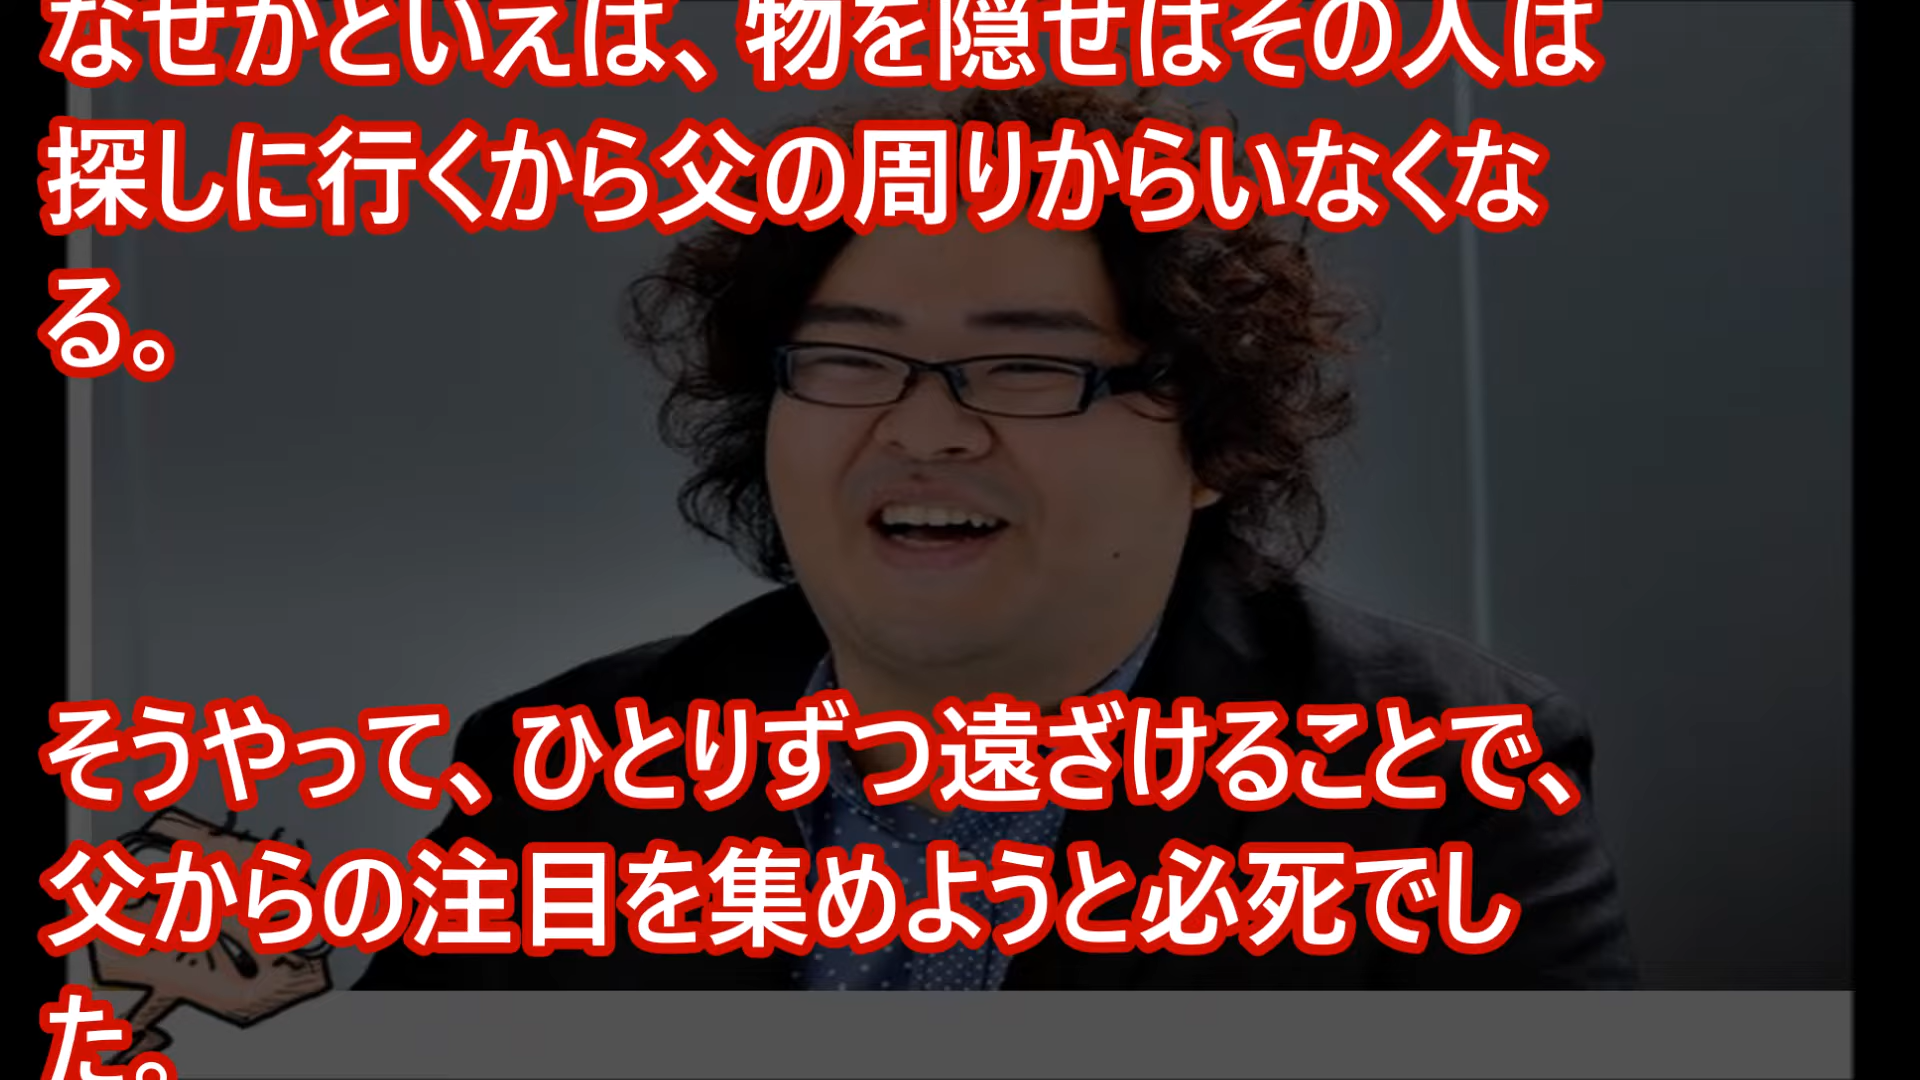 なぜかといえば、物を隠せばその人は
探しに行くから父の周りからいなくな
る。
そうやって、ひとりずつ遠ざけることで、
父からの注目を集めようと必死でし
た。